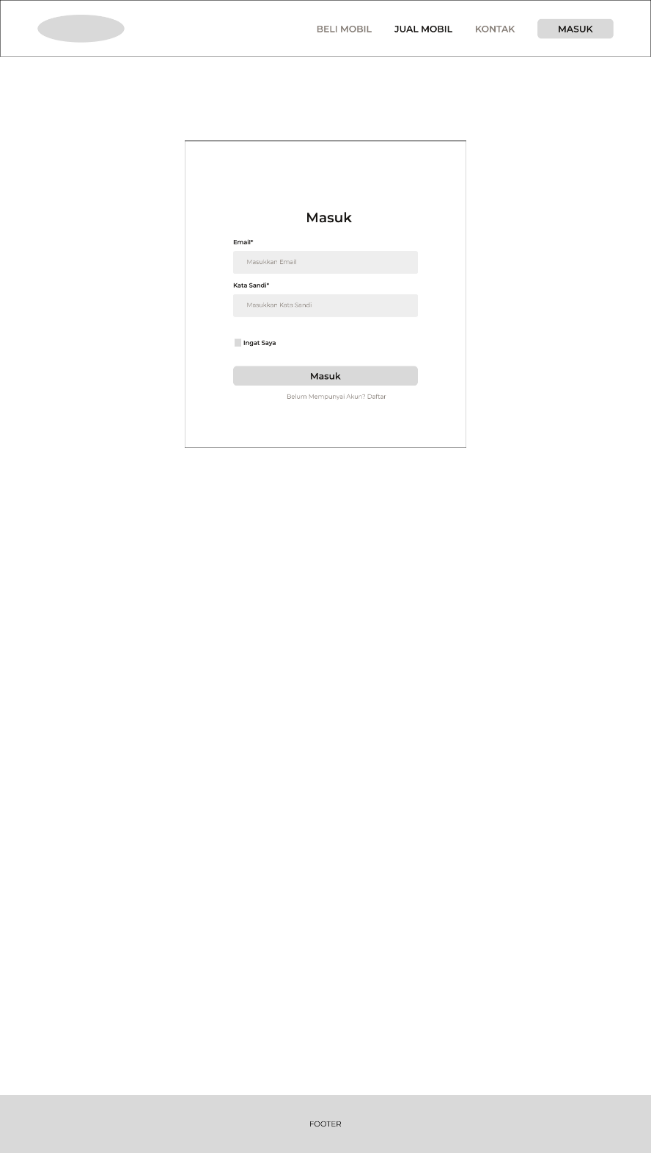 BELI MOBIL JUAL MOBIL KONTAK MASUK
Masuk
Email*
Masukkan Email
Kata Sandi*
Masukkan Kata Sandi
Ingat Saya
Masuk
Belum Mempunyai Akun? Daftar
FOOTER